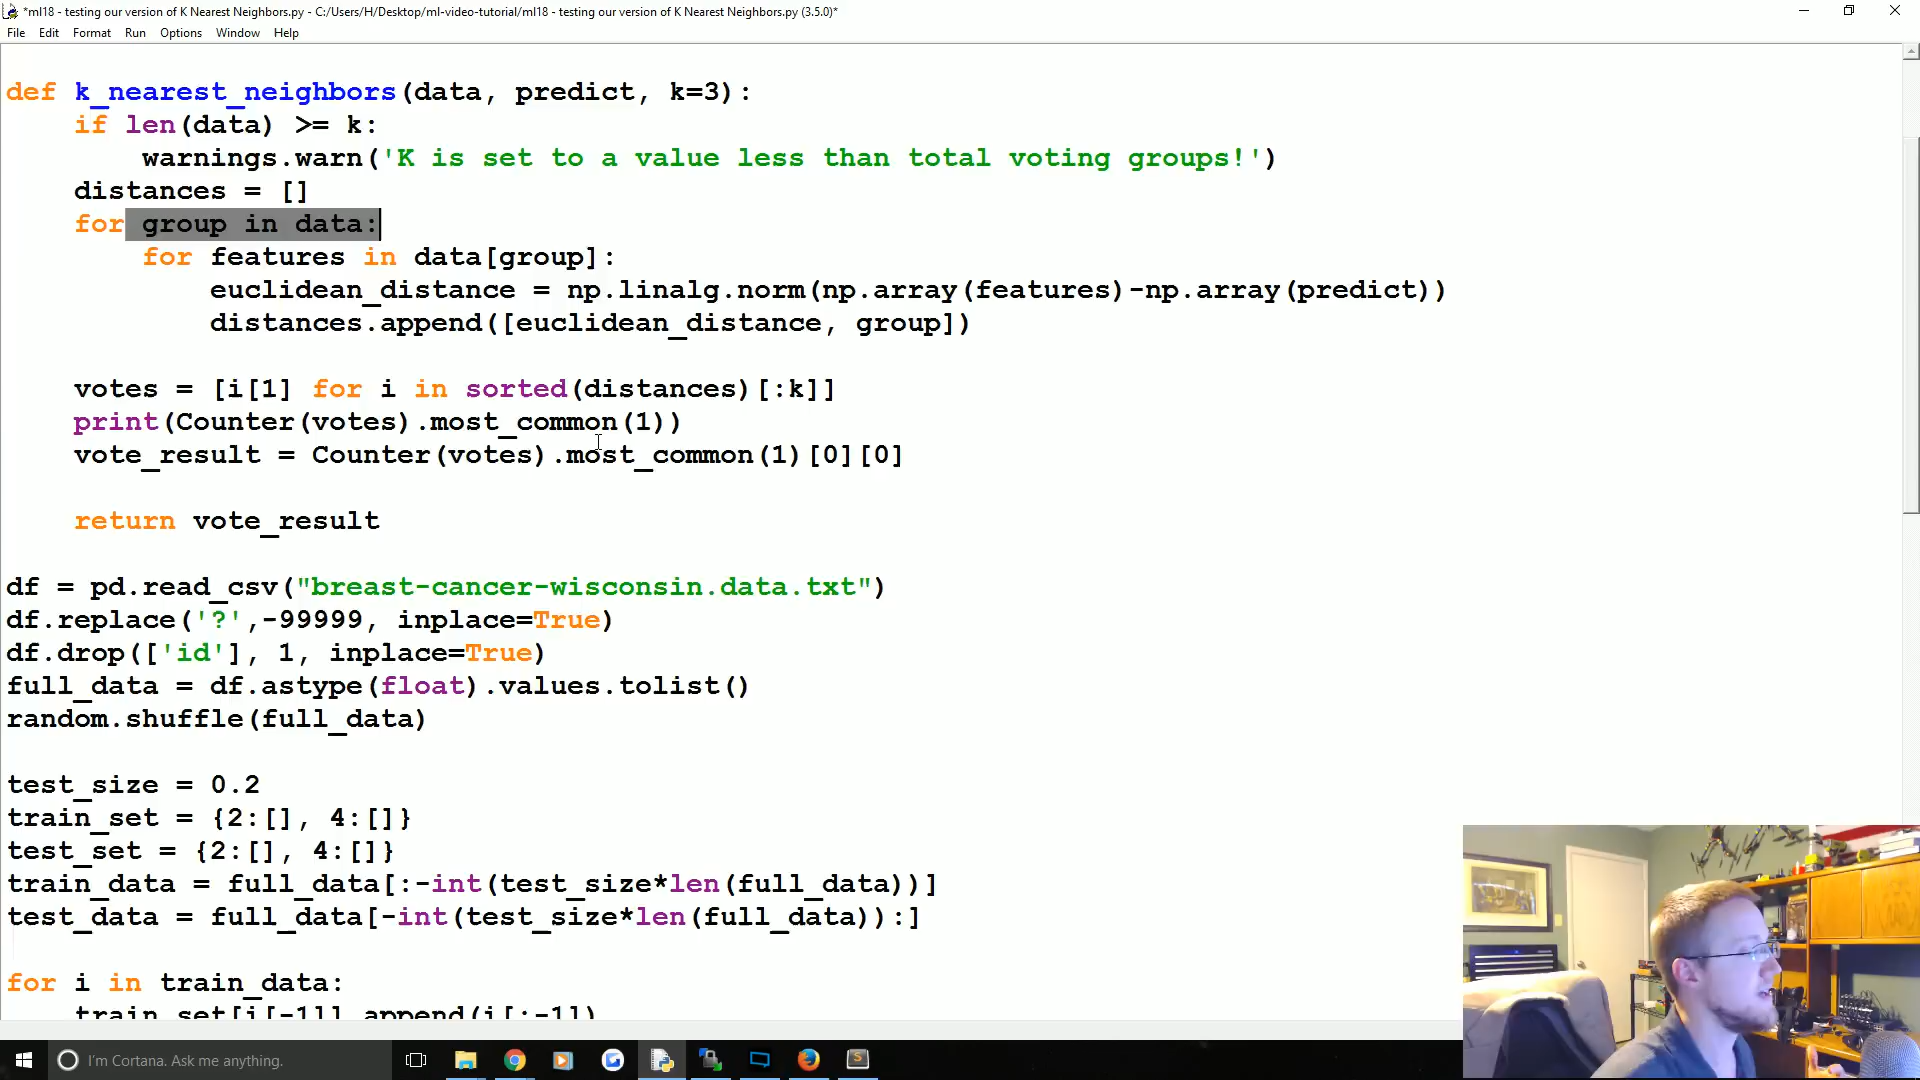 *ml18 - testing our version of K Nearest Neighbors.py - C:/Users/H/Desktop/ml-video-tutorial/ml18 - testing our version of K Nearest Neighbors.py (3.5.0)*
File Edit Format Run Options Window Help
def k_nearest_neighbors(data, predict, k=3):
    if len(data) >= k:
        warnings.warn('K is set to a value less than total voting groups!')
    distances = []
    for group in data:
        for features in data[group]:
            euclidean_distance = np.linalg.norm(np.array(features)-np.array(predict))
            distances.append([euclidean_distance, group])
    votes = [i[1] for i in sorted(distances)[:k]]
    print(Counter(votes).most_common(1))
    vote_result = Counter(votes).most_common(1)[0][0]
    return vote_result
df = pd.read_csv("breast-cancer-wisconsin.data.txt")
df.replace('?',-99999, inplace=True)
df.drop(['id'], 1, inplace=True)
full_data = df.astype(float).values.tolist()
random.shuffle(full_data)
test_size = 0.2
train_set = {2:[], 4:[]}
test_set = {2:[], 4:[]}
train_data = full_data[:-int(test_size*len(full_data))]
test_data = full_data[-int(test_size*len(full_data)):]
for i in train_data:
    train_set[i[-1]].append(i[:-1])
I'm Cortana. Ask me anything.